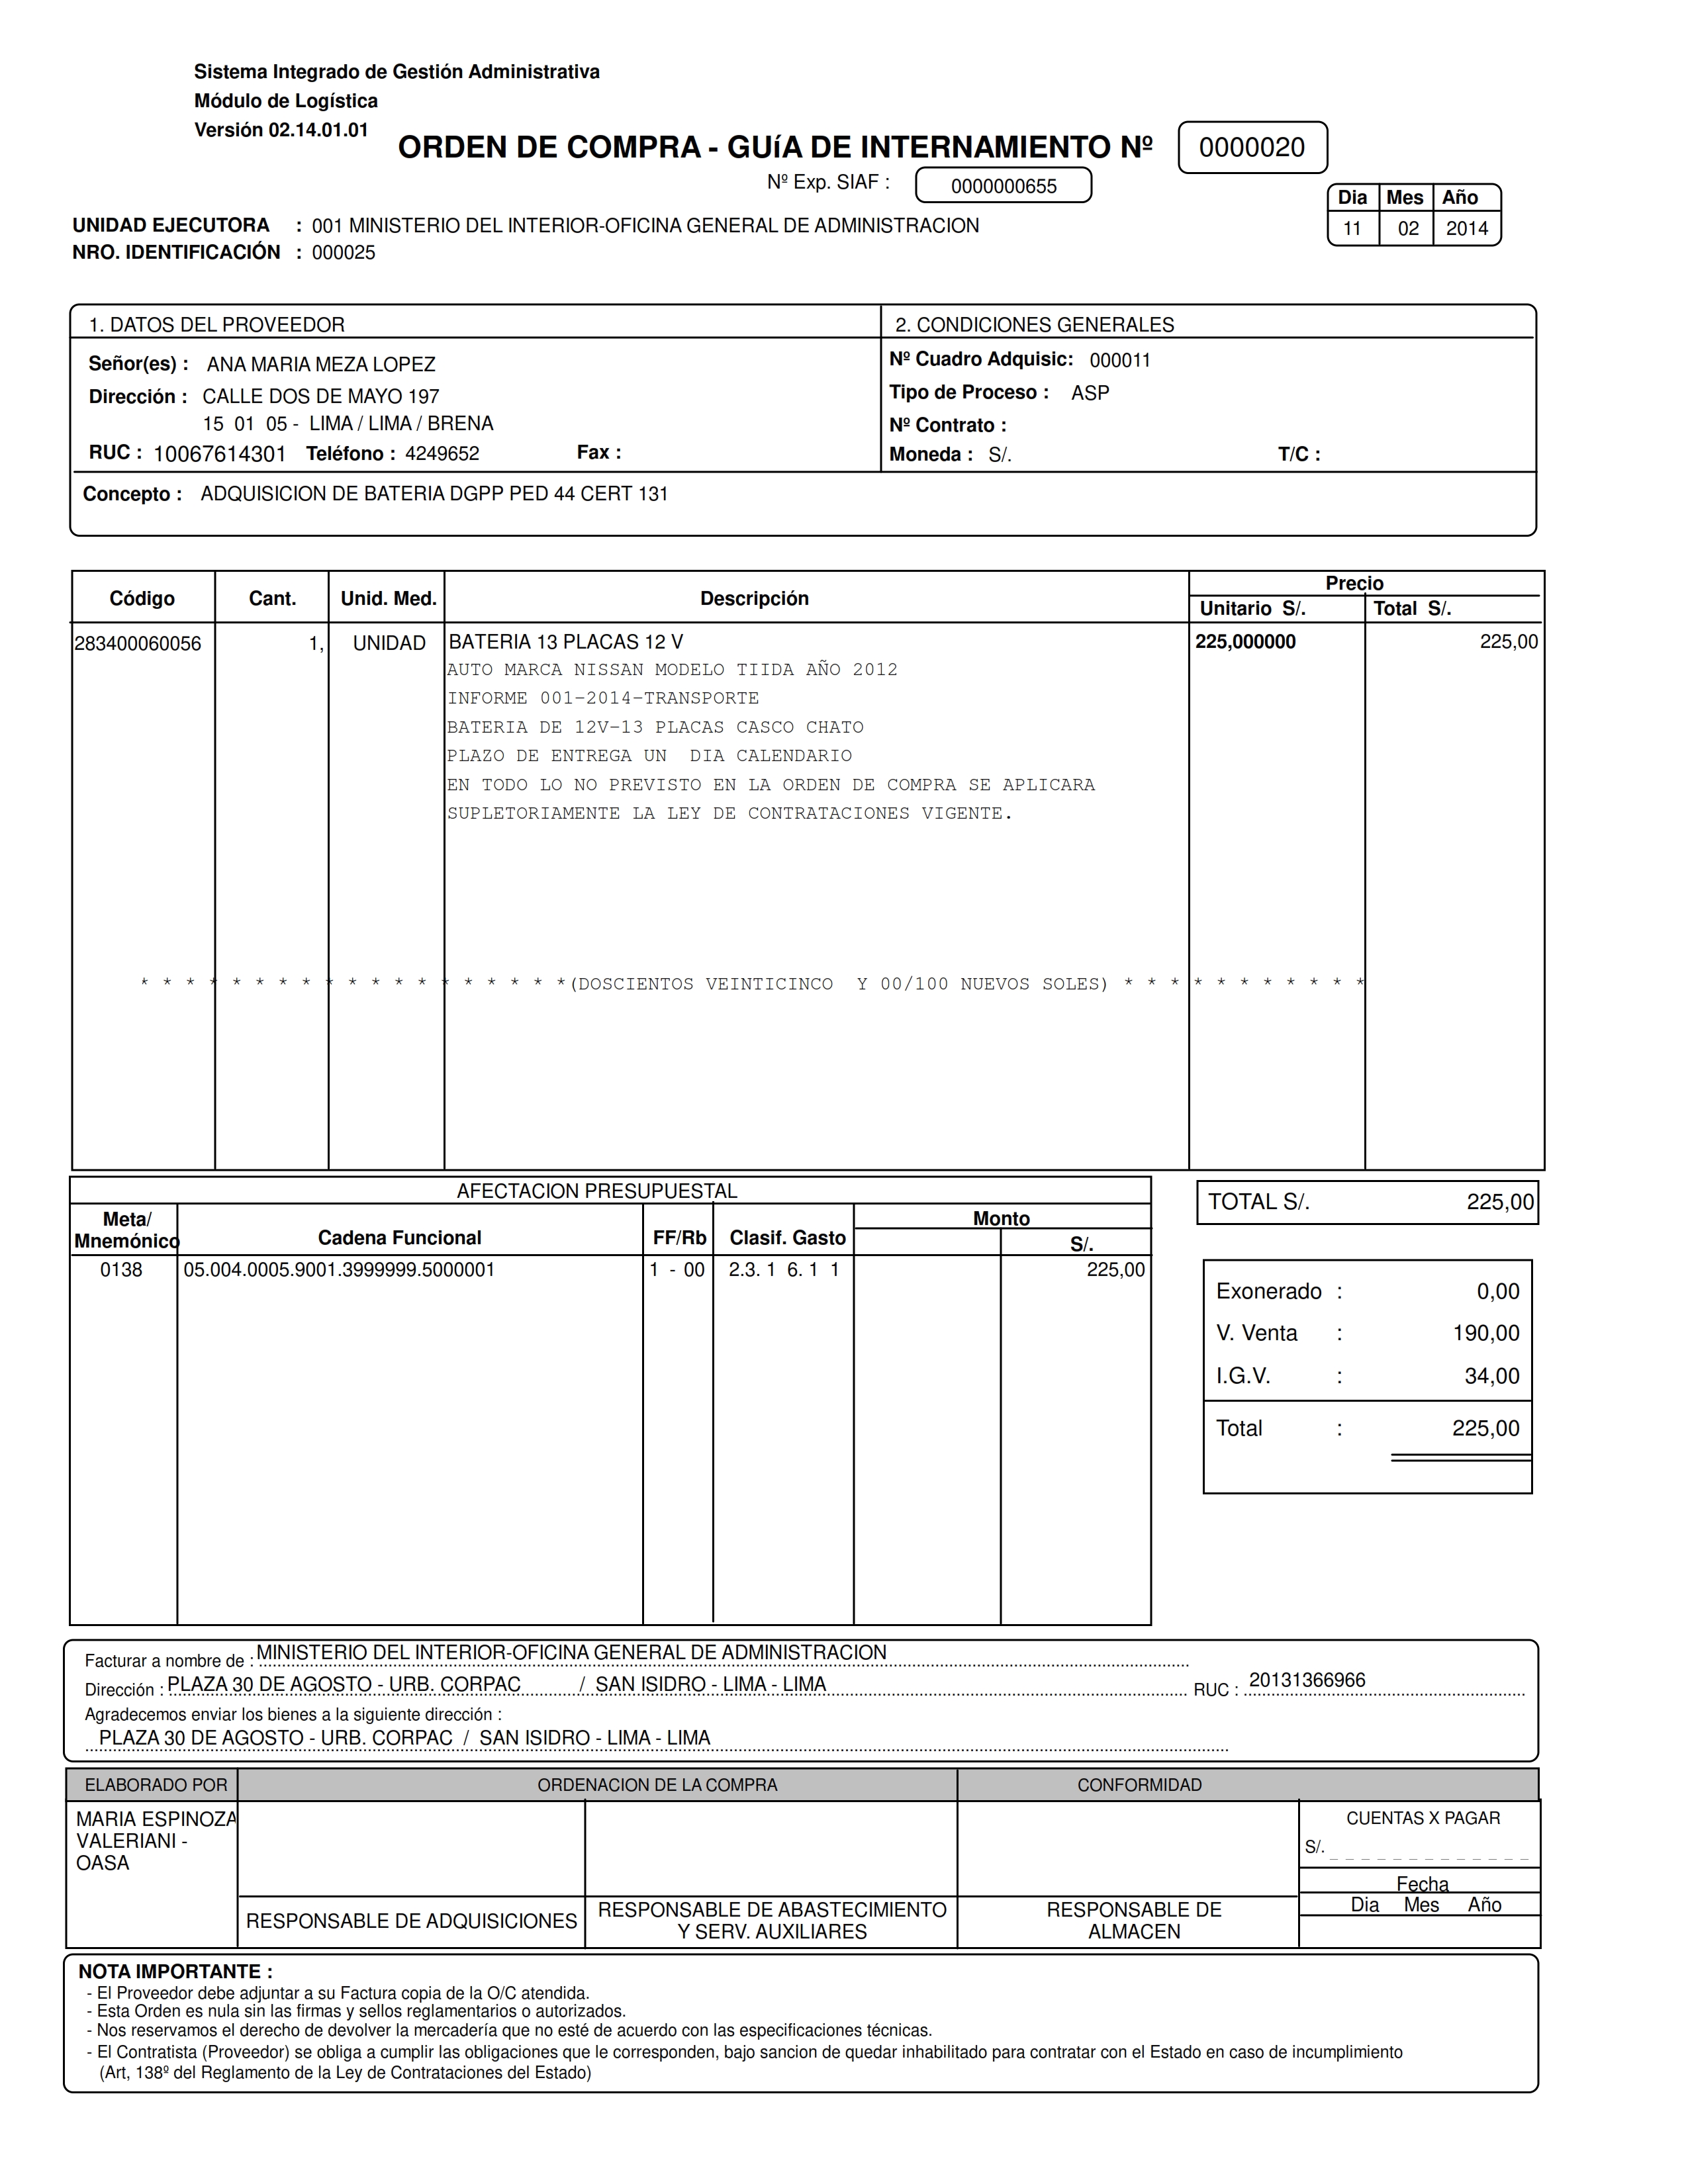 Sistema Integrado de Gestión Administrativa
Módulo de Logística
Versión 02.14.01.01
ORDEN DE COMPRA - GUíA DE INTERNAMIENTO Nº 0000020
Nº Exp. SIAF : 0000000655
Dia Mes Año
11 02 2014
UNIDAD EJECUTORA : 001 MINISTERIO DEL INTERIOR-OFICINA GENERAL DE ADMINISTRACION
NRO. IDENTIFICACIÓN : 000025
1. DATOS DEL PROVEEDOR
Señor(es) : ANA MARIA MEZA LOPEZ
Dirección : CALLE DOS DE MAYO 197
15 01 05 - LIMA / LIMA / BRENA
RUC : 10067614301 Teléfono : 4249652 Fax :
2. CONDICIONES GENERALES
Nº Cuadro Adquisic: 000011
Tipo de Proceso : ASP
Nº Contrato :
Moneda : S/. T/C :
Concepto : ADQUISICION DE BATERIA DGPP PED 44 CERT 131
Código Cant. Unid. Med. Descripción Precio
Unitario S/. Total S/.
283400060056 1, UNIDAD BATERIA 13 PLACAS 12 V 225,000000 225,00
AUTO MARCA NISSAN MODELO TIIDA AÑO 2012
INFORME 001-2014-TRANSPORTE
BATERIA DE 12V-13 PLACAS CASCO CHATO
PLAZO DE ENTREGA UN DIA CALENDARIO
EN TODO LO NO PREVISTO EN LA ORDEN DE COMPRA SE APLICARA
SUPLETORIAMENTE LA LEY DE CONTRATACIONES VIGENTE.
* * * * * * * * * * * * * * * * * * *(DOSCIENTOS VEINTICINCO Y 00/100 NUEVOS SOLES) * * * * * * * * * * *
AFECTACION PRESUPUESTAL
Meta/ Mnemónico Cadena Funcional FF/Rb Clasif. Gasto Monto
S/.
0138 05.004.0005.9001.3999999.5000001 1 - 00 2.3. 1 6. 1 1 225,00
TOTAL S/. 225,00
Exonerado : 0,00
V. Venta : 190,00
I.G.V. : 34,00
Total : 225,00
Facturar a nombre de : MINISTERIO DEL INTERIOR-OFICINA GENERAL DE ADMINISTRACION
Dirección : PLAZA 30 DE AGOSTO - URB. CORPAC / SAN ISIDRO - LIMA - LIMA RUC : 20131366966
Agradecemos enviar los bienes a la siguiente dirección :
PLAZA 30 DE AGOSTO - URB. CORPAC / SAN ISIDRO - LIMA - LIMA
ELABORADO POR ORDENACION DE LA COMPRA CONFORMIDAD
MARIA ESPINOZA
VALERIANI -
OASA
CUENTAS X PAGAR
S/.
Fecha
Dia Mes Año
RESPONSABLE DE ADQUISICIONES
RESPONSABLE DE ABASTECIMIENTO
Y SERV. AUXILIARES
RESPONSABLE DE
ALMACEN
NOTA IMPORTANTE :
- El Proveedor debe adjuntar a su Factura copia de la O/C atendida.
- Esta Orden es nula sin las firmas y sellos reglamentarios o autorizados.
- Nos reservamos el derecho de devolver la mercadería que no esté de acuerdo con las especificaciones técnicas.
- El Contratista (Proveedor) se obliga a cumplir las obligaciones que le corresponden, bajo sancion de quedar inhabilitado para contratar con el Estado en caso de incumplimiento
(Art, 138º del Reglamento de la Ley de Contrataciones del Estado)